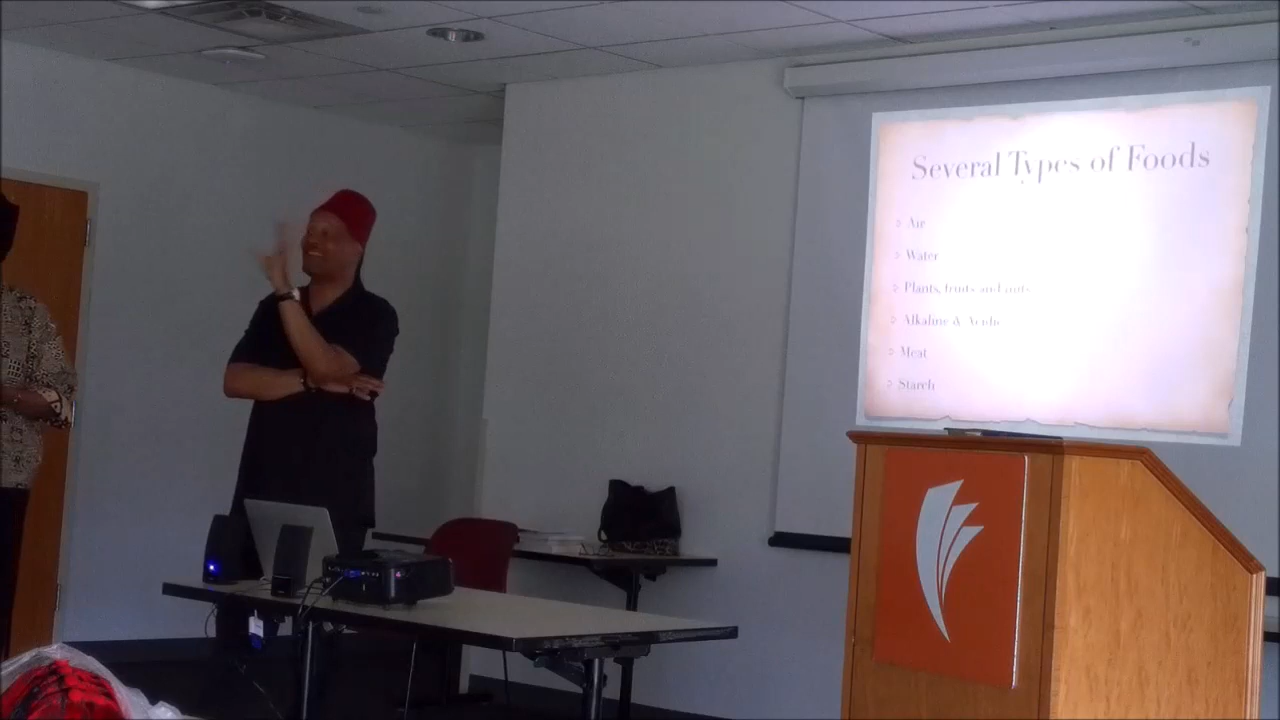 Several Types of Foods
Air
Water
Plants, fruits and nuts
Alkaline & Acidic
Meat
Starch